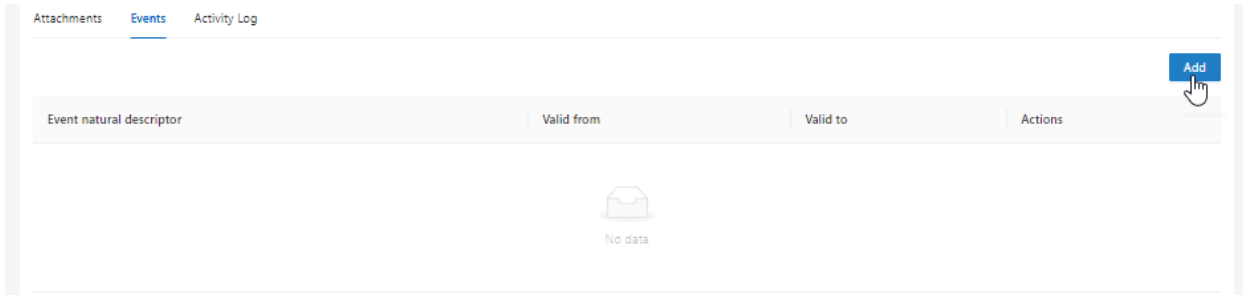 Attachments Events Activity Log
Add
Event natural descriptor Valid from Valid to Actions
No data